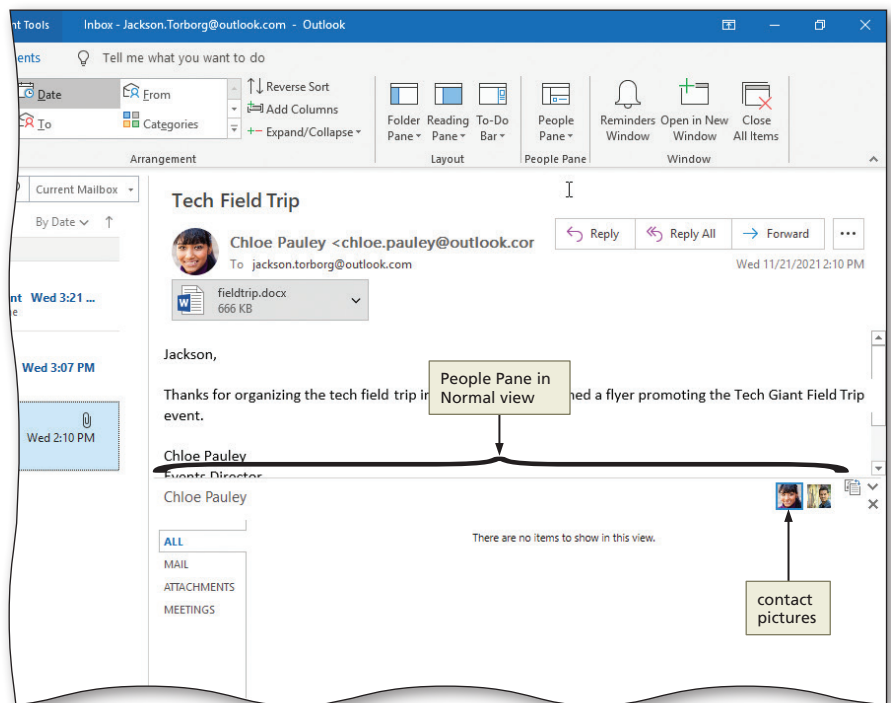 nt Tools Inbox - Jackson.Torborg@outlook.com - Outlook
ents Tell me what you want to do
Date
To
From
Categories
Reverse Sort
Add Columns
Expand/Collapse
Arrangement
Folder Pane
Reading Pane
To-Do Bar
Layout
People Pane
People Pane
Reminders Window
Open in New Window
Close All Items
Window
Current Mailbox
By Date
nt Wed 3:21 ...
e
Wed 3:07 PM
Wed 2:10 PM
Tech Field Trip
Chloe Pauley <chloe.pauley@outlook.cor
To jackson.torborg@outlook.com
Reply Reply All Forward ...
Wed 11/21/2021 2:10 PM
W
fieldtrip.docx
666 KB
Jackson,
Thanks for organizing the tech field trip in ned a flyer promoting the Tech Giant Field Trip
event.
People Pane in
Normal view
Chloe Pauley
Events Director
Chloe Pauley
ALL
MAIL
ATTACHMENTS
MEETINGS
There are no items to show in this view.
contact
pictures